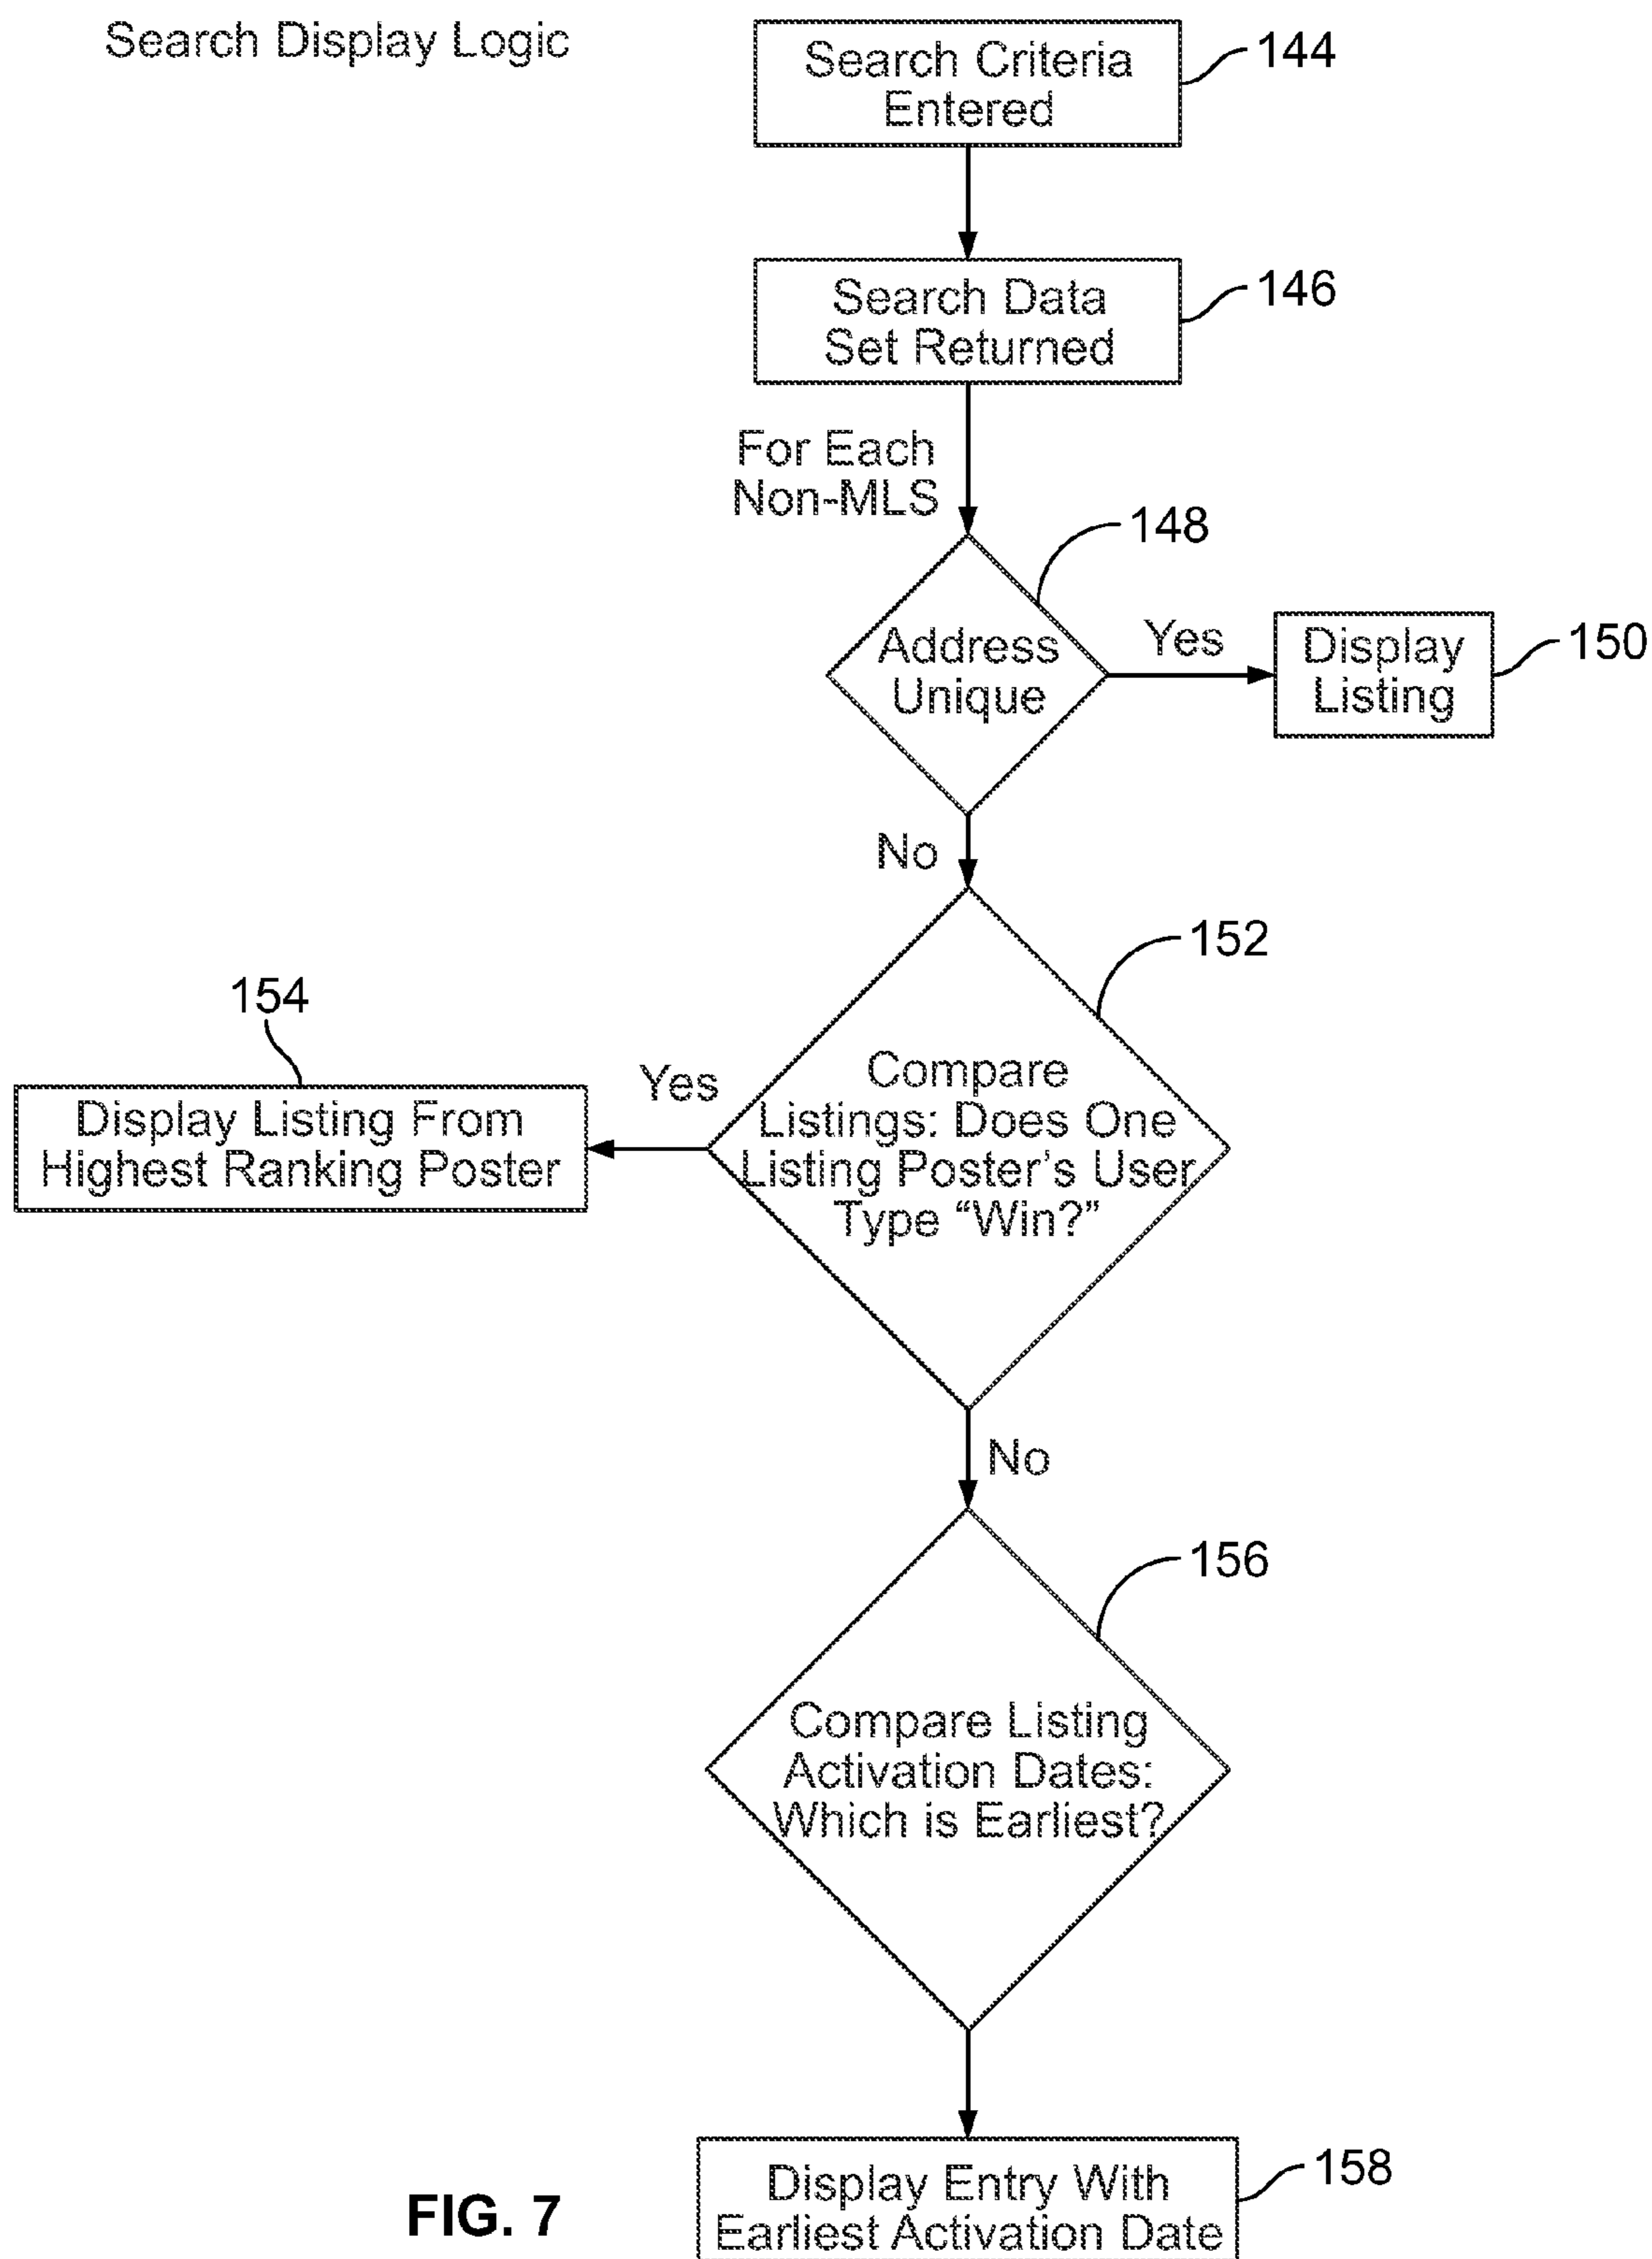 Search Display Logic
Search Criteria
Entered
144
Search Data
Set Returned
146
For Each
Non-MLS
148
Address
Unique
Yes
Display
Listing
150
No
152
154
Compare
Listings: Does One
Listing Poster's User
Type “Win?”
Yes
Display Listing From
Highest Ranking Poster
No
156
Compare Listing
Activation Dates:
Which is Earliest?
Display Entry With
Earliest Activation Date
158
FIG. 7